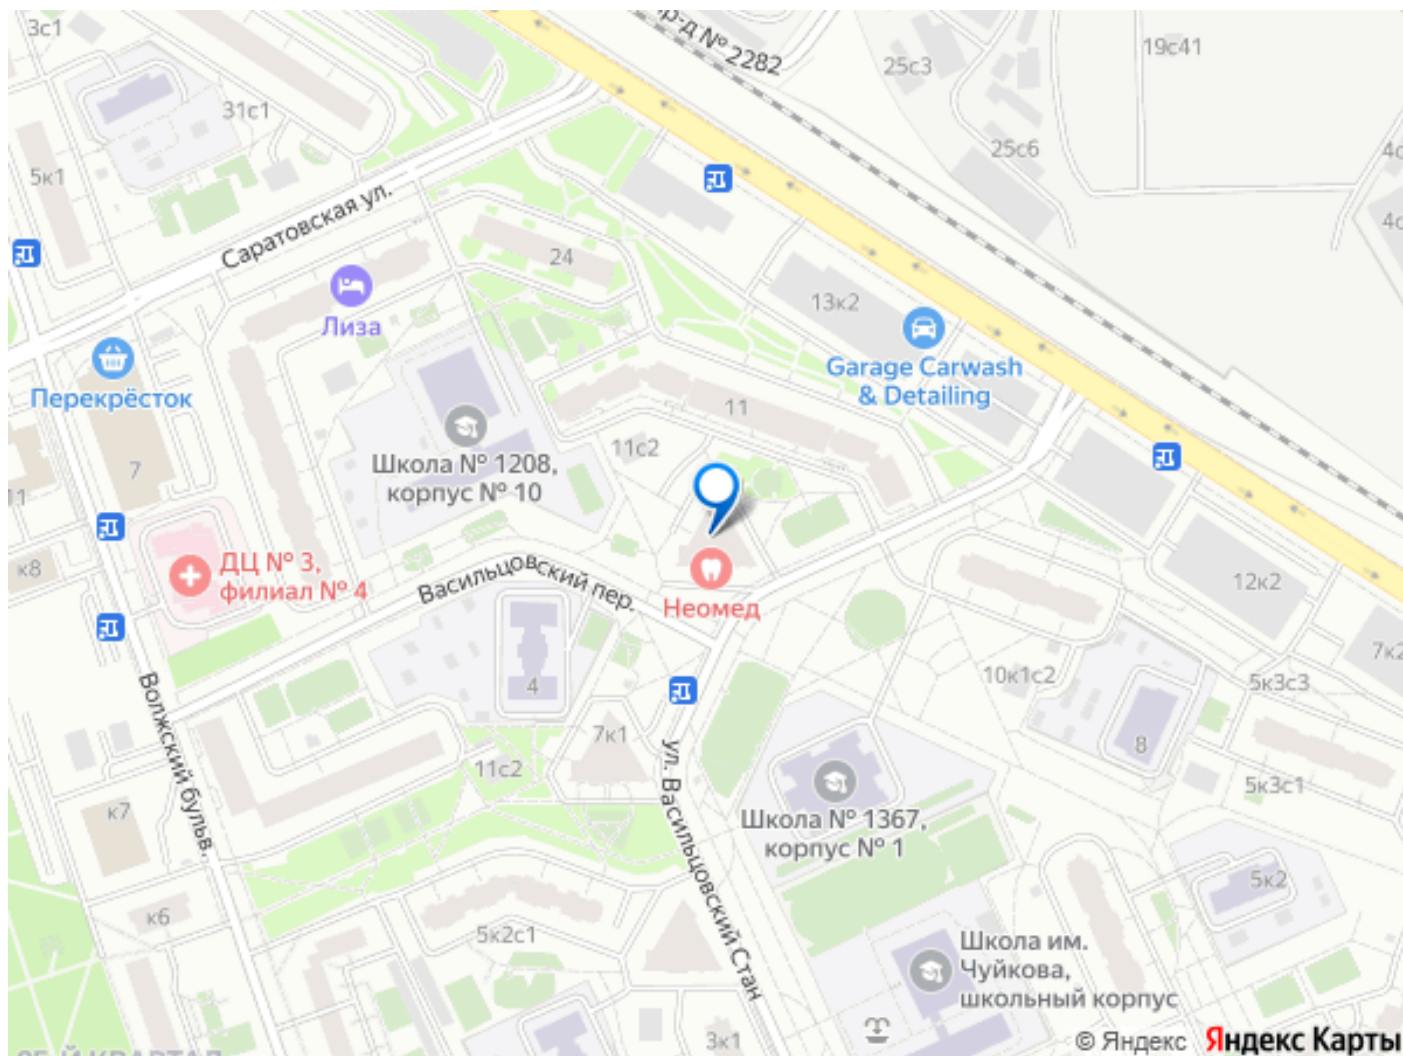 3с1
пр-д № 2282
19с41
25с3
31с1
25с6
5к1
Саратовская ул.
24
13к2
Лиза
Garage Carwash
& Detailing
Перекрёсток
11
11с2
Школа № 1208,
корпус № 10
7
11
ДЦ № 3,
филиал № 4
к8
Васильцовский пер.
Неомед
12к2
7к2
4
10к1с2
5к3с3
Волжский бульв.
7к1
8
11с2
ул. Васильцовский Стан
5к3с1
к7
Школа № 1367,
корпус № 1
5к2
к6
5к2с1
Школа им.
Чуйкова,
школьный корпус
3к1
© Яндекс Яндекс Карты